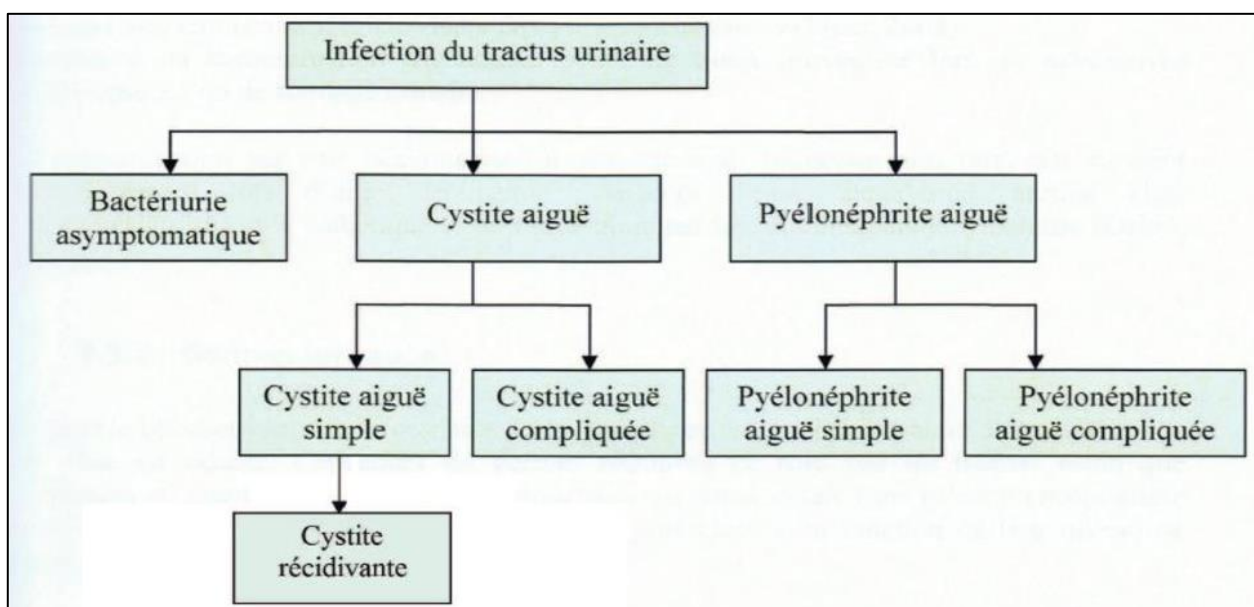 Infection du tractus urinaire
Bactériurie
asymptomatique
Cystite aiguë
Pyélonéphrite aiguë
Cystite aiguë
simple
Cystite aiguë
compliquée
Pyélonéphrite
aiguë simple
Pyélonéphrite
aiguë compliquée
Cystite
récidivante